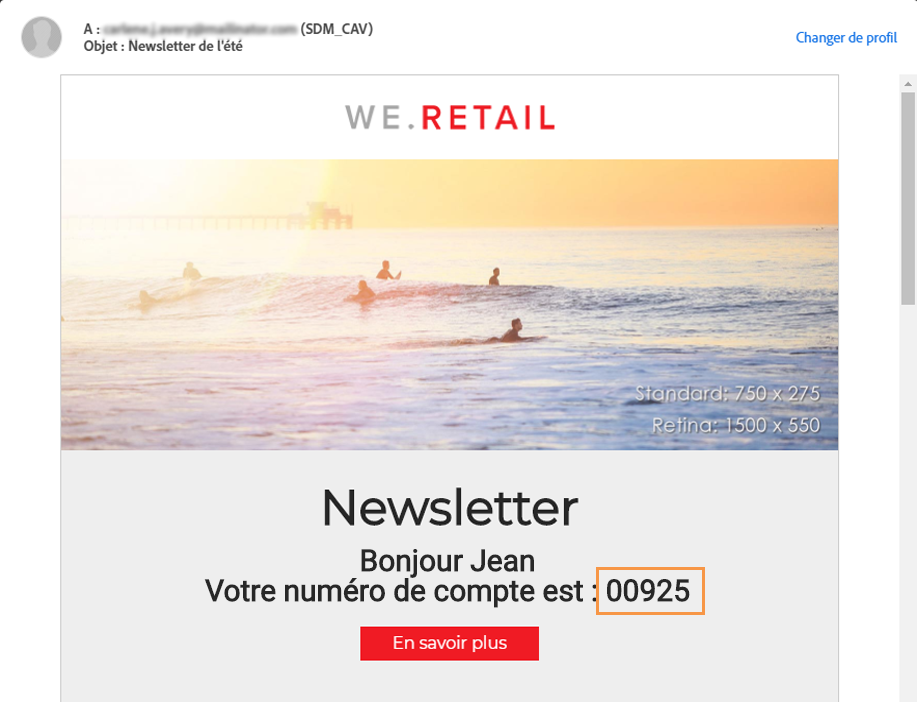 A : (SDM_CAV)
Objet : Newsletter de l'été
Changer de profil
WE.RETAIL
Standard: 750 x 275
Retina: 1500 x 550
Newsletter
Bonjour Jean
Votre numéro de compte est : 00925
En savoir plus